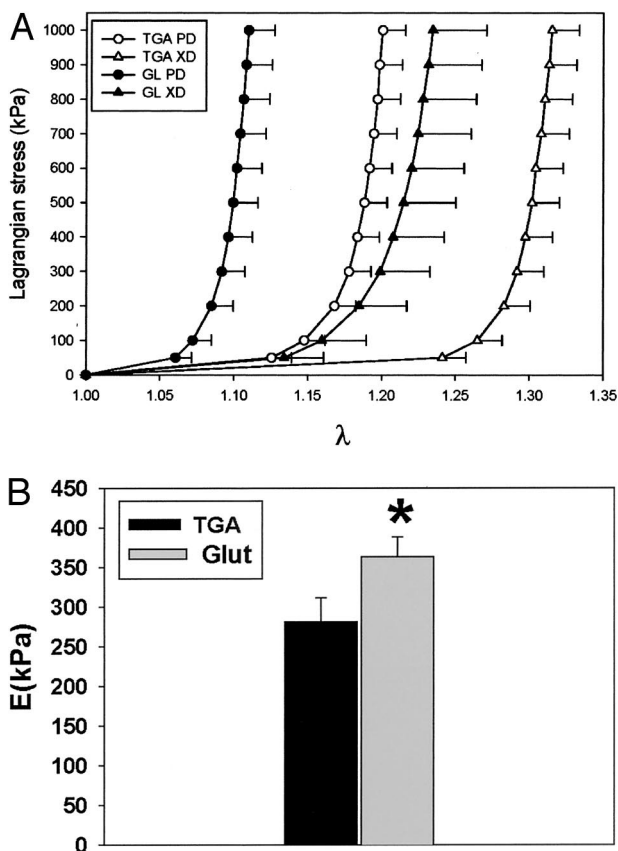 A
Lagrangian stress (kPa)
1000
900
800
700
600
500
400
300
200
100
0
TGA PD
TGA XD
GL PD
GL XD
1.00 1.05 1.10 1.15 1.20 1.25 1.30 1.35
λ
B
E(kPa)
450
400
350
300
250
200
150
100
50
0
TGA
Glut
*